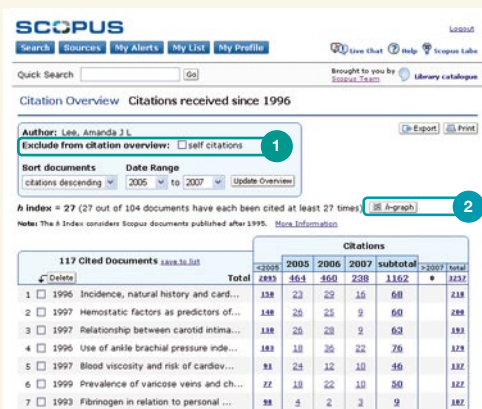 SCOPUS
Logout
Search Sources My Alerts My List My Profile Live Chat Help Scopus Labs
Quick Search Go Brought to you by Scopus Team Library catalogue
Citation Overview Citations received since 1996
Author: Lee, Amanda J L Export Print
Exclude from citation overview: self citations 1
Sort documents Date Range
citations descending 2005 to 2007 Update Overview
h index = 27 (27 out of 104 documents have each been cited at least 27 times) h-graph 2
Note: The h Index considers Scopus documents published after 1995. More Information
Citations
117 Cited Documents save to list <2005 2005 2006 2007 subtotal >2007 total
Delete Total 2095 464 460 238 1162 0 3257
1 1996 Incidence, natural history and card... 150 23 29 16 68 218
2 1997 Hemostatic factors as predictors of... 140 26 25 9 60 200
3 1997 Relationship between carotid intima... 130 26 28 9 63 193
4 1996 Use of ankle brachial pressure inde... 103 18 36 22 76 179
5 1997 Blood viscosity and risk of cardiov... 91 24 12 10 46 137
6 1999 Prevalence of varicose veins and ch... 77 18 22 10 50 127
7 1993 Fibrinogen in relation to personal ... 98 4 2 3 9 107